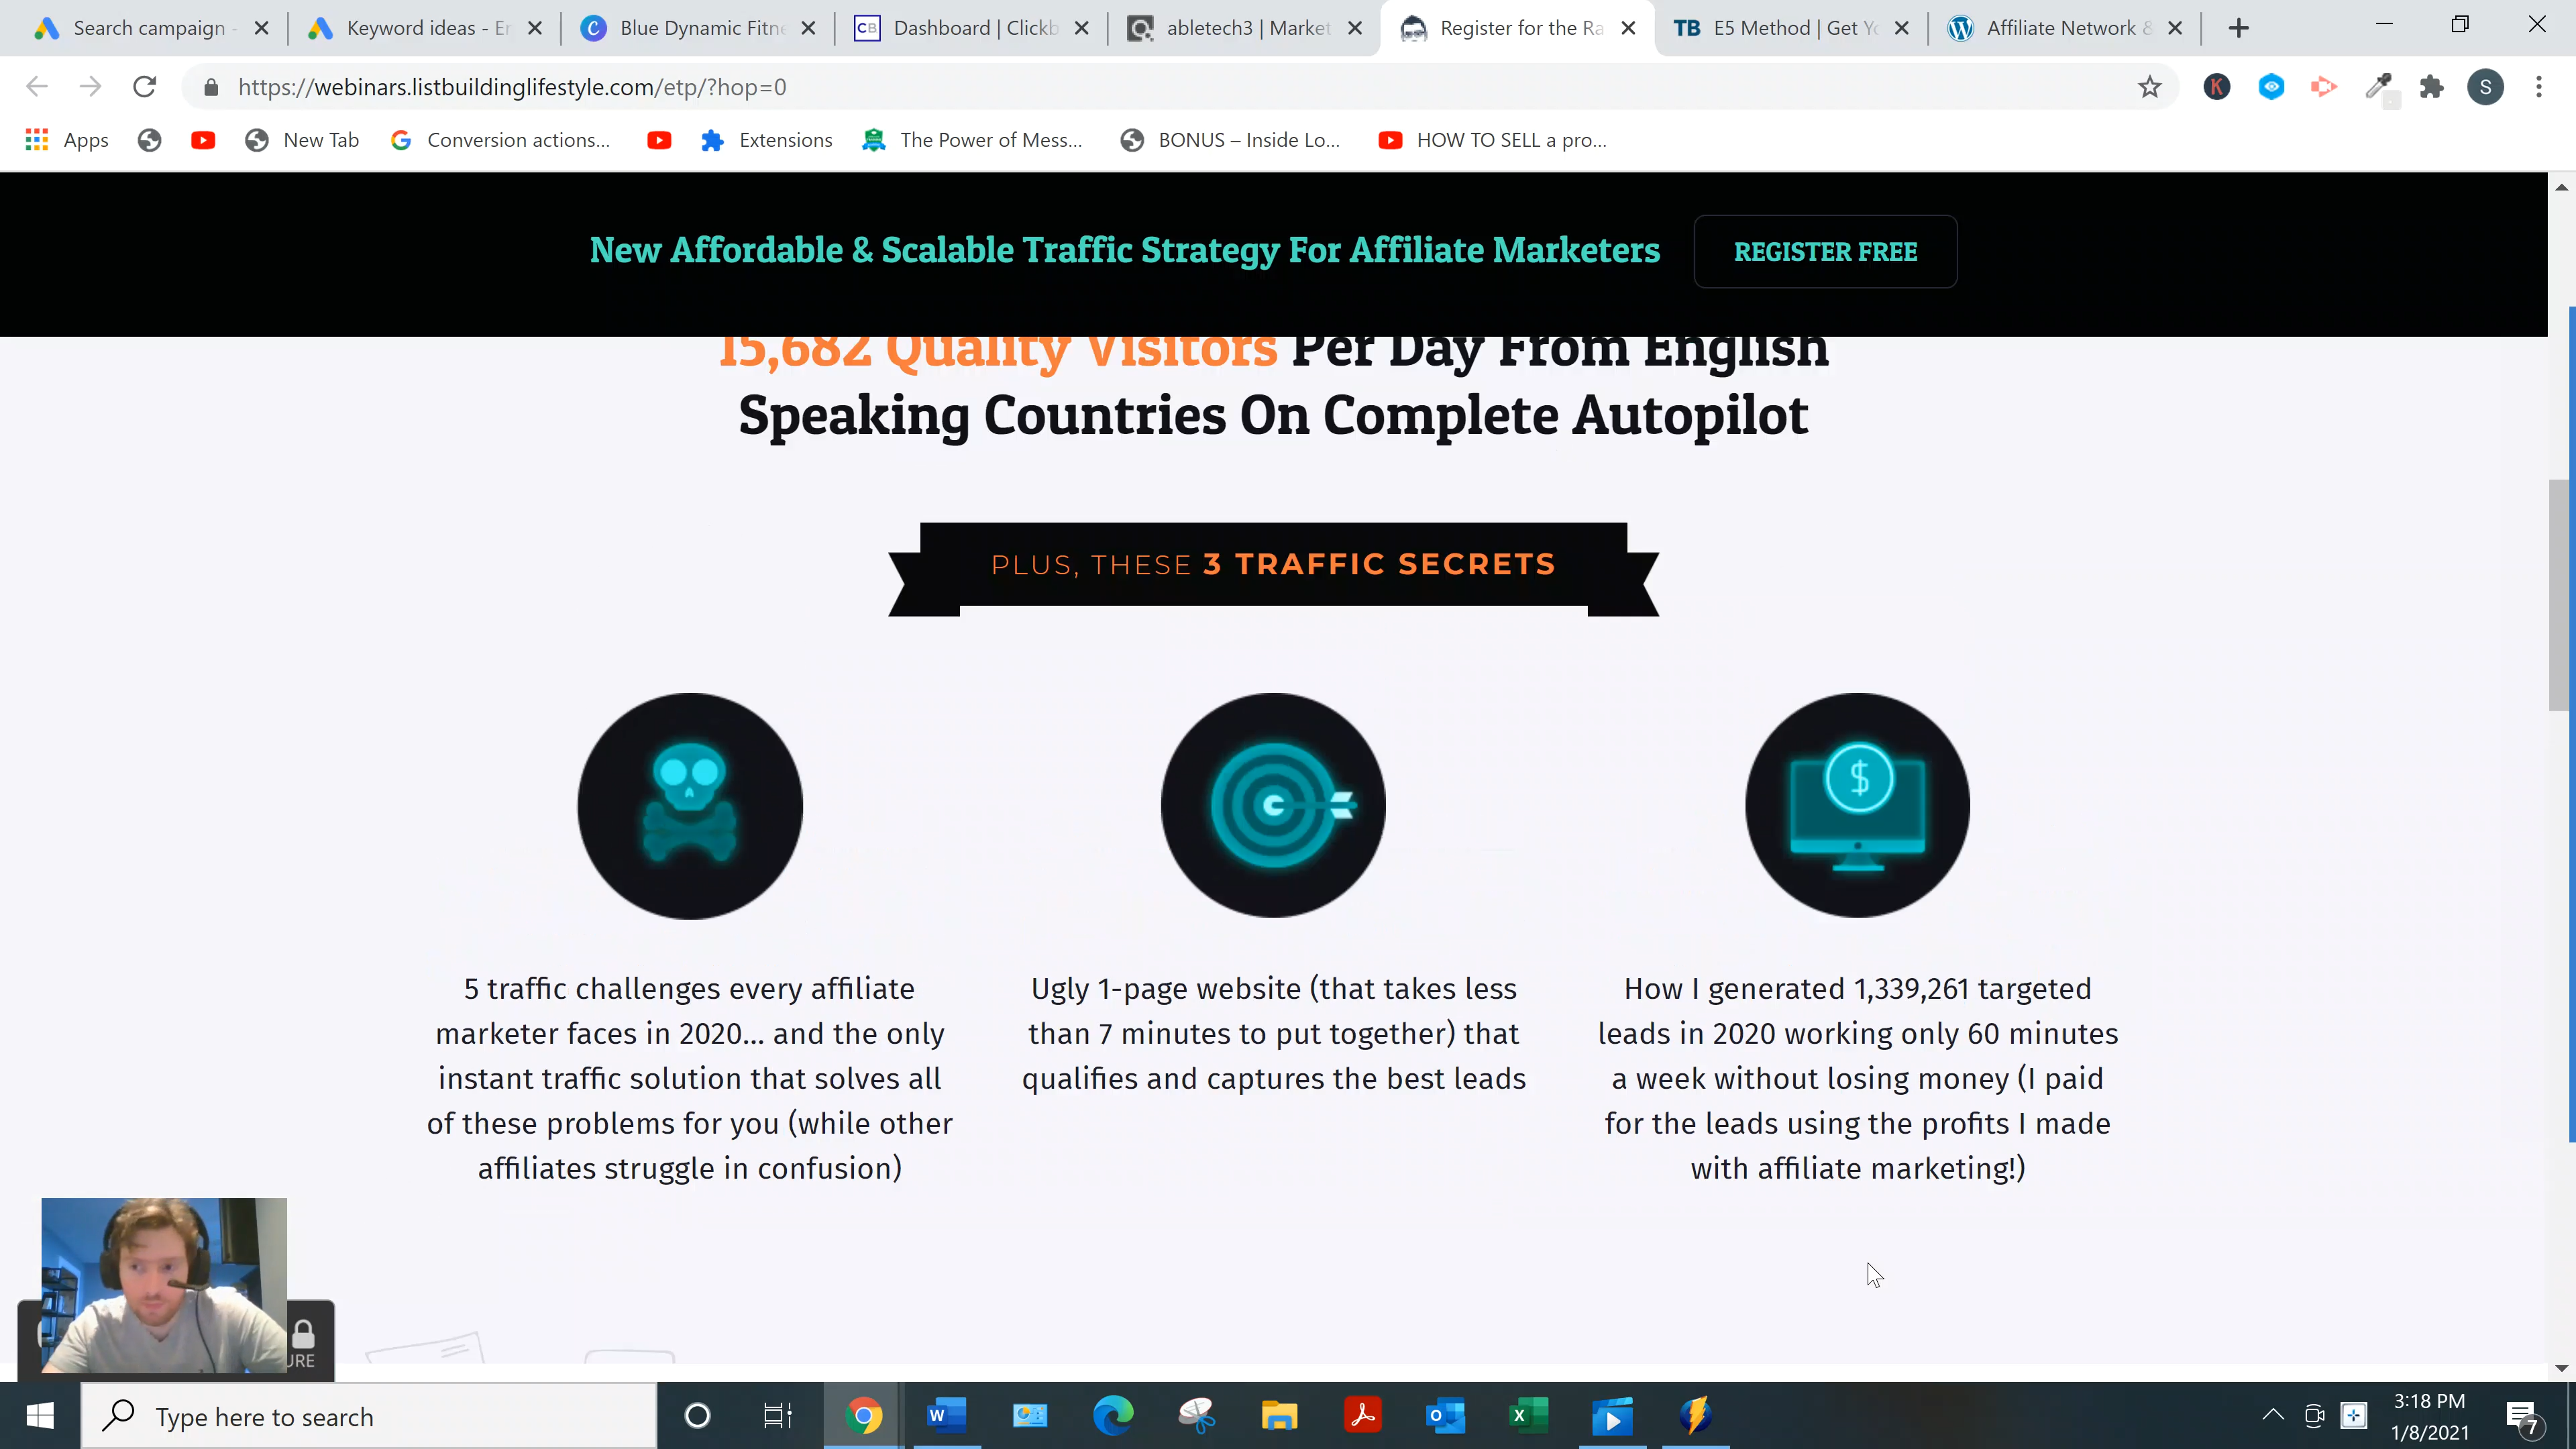 Search campaign -
Keyword ideas - Er
Blue Dynamic Fitne
CB Dashboard | Clickb
abletech3 | Market
Register for the Ra
TB E5 Method | Get Yo
Affiliate Network &
https://webinars.listbuildinglifestyle.com/etp/?hop=0
K
S
Apps
New Tab
Conversion actions...
Extensions
The Power of Mess...
BONUS – Inside Lo...
HOW TO SELL a pro...
New Affordable & Scalable Traffic Strategy For Affiliate Marketers
REGISTER FREE
15,682 Quality Visitors Per Day From English
Speaking Countries On Complete Autopilot
PLUS, THESE 3 TRAFFIC SECRETS
$
5 traffic challenges every affiliate
marketer faces in 2020... and the only
instant traffic solution that solves all
of these problems for you (while other
affiliates struggle in confusion)
Ugly 1-page website (that takes less
than 7 minutes to put together) that
qualifies and captures the best leads
How I generated 1,339,261 targeted
leads in 2020 working only 60 minutes
a week without losing money (I paid
for the leads using the profits I made
with affiliate marketing!)
URE
Type here to search
3:18 PM
1/8/2021
7